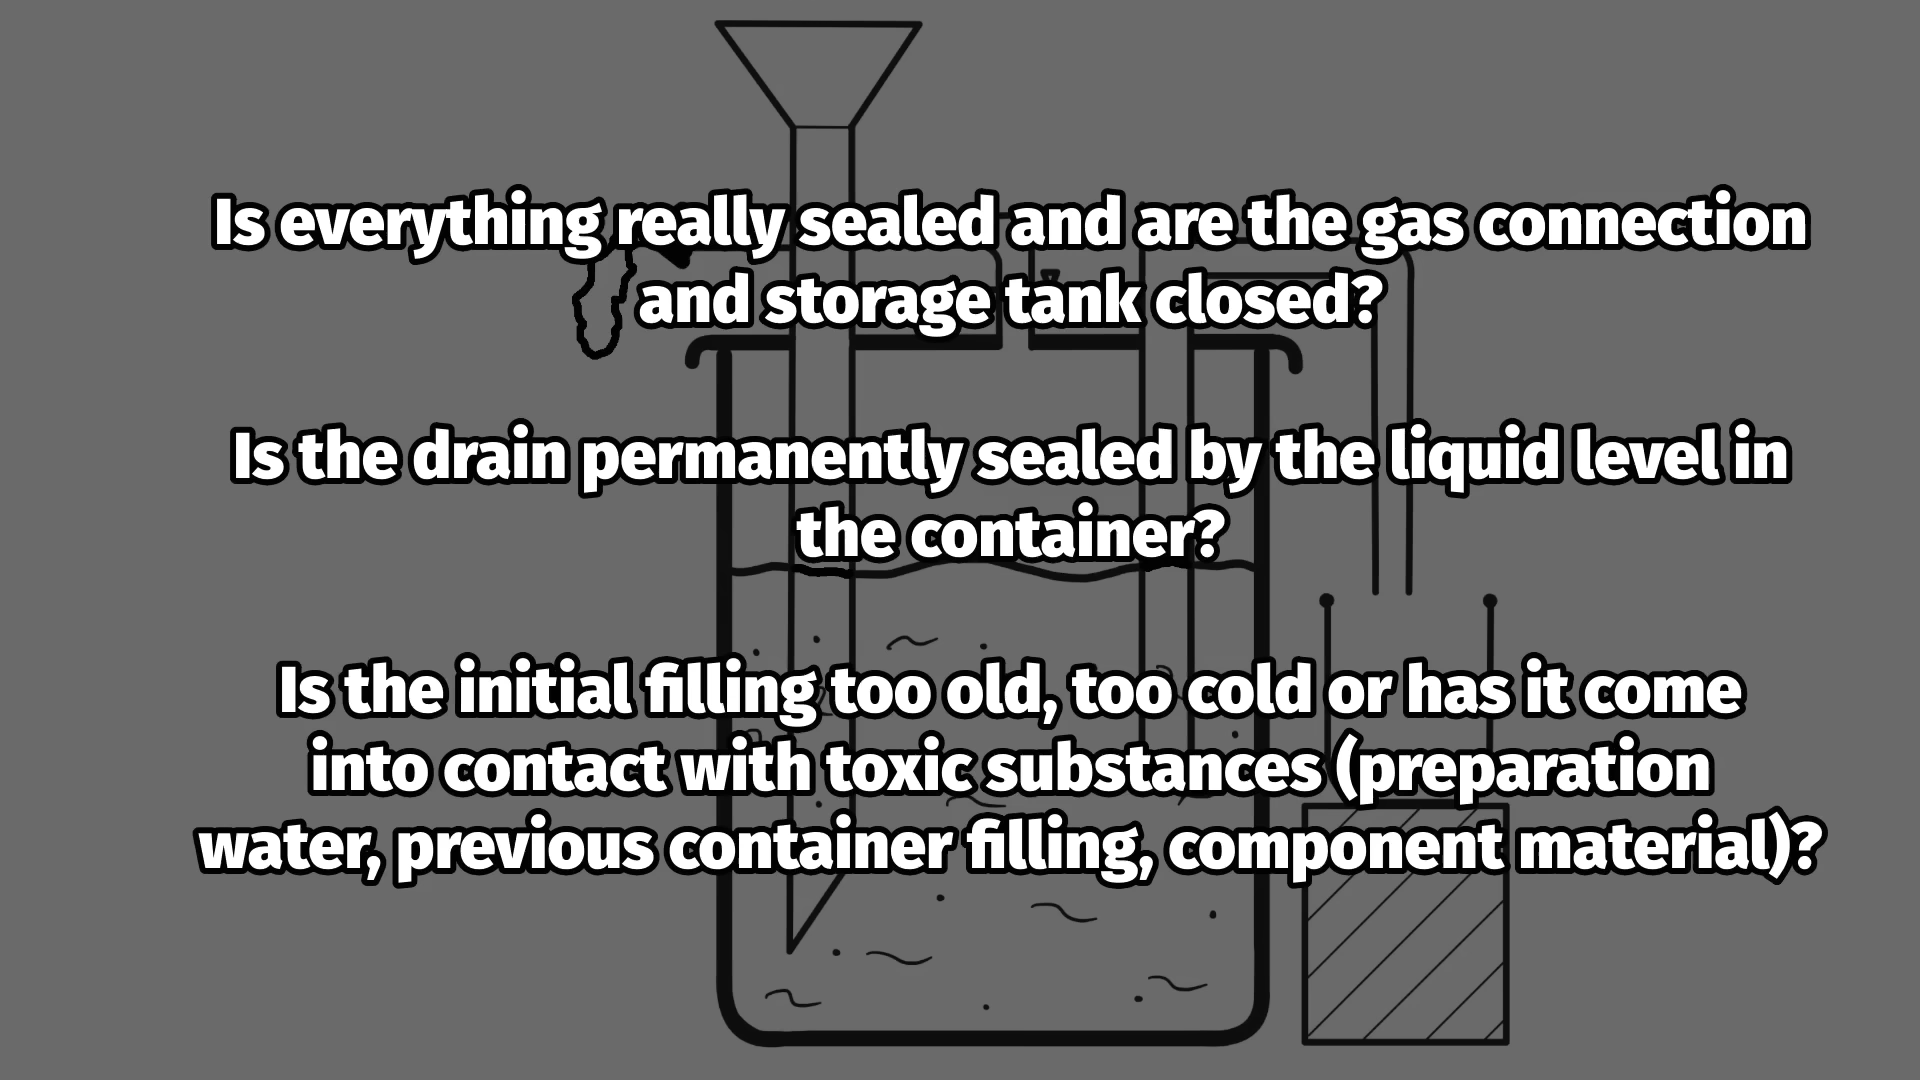 Is everything really sealed and are the gas connection
and storage tank closed?
Is the drain permanently sealed by the liquid level in
the container?
Is the initial filling too old, too cold or has it come
into contact with toxic substances (preparation
water, previous container filling, component material)?